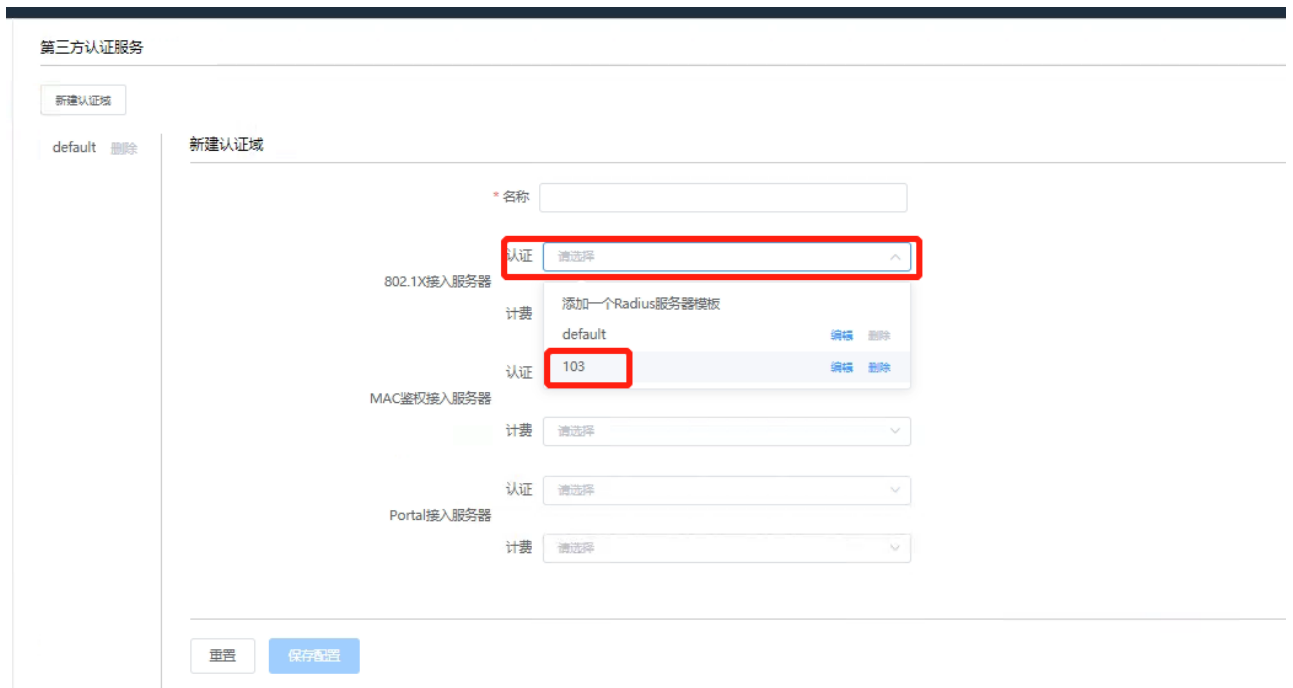 第三方认证服务
新建认证域
default 删除
新建认证域
* 名称
认证 请选择
802.1X接入服务器
计费
添加一个Radius服务器模板
default 编辑 删除
103 编辑 删除
认证
MAC鉴权接入服务器
计费 请选择
认证 请选择
Portal接入服务器
计费 请选择
重置 保存配置